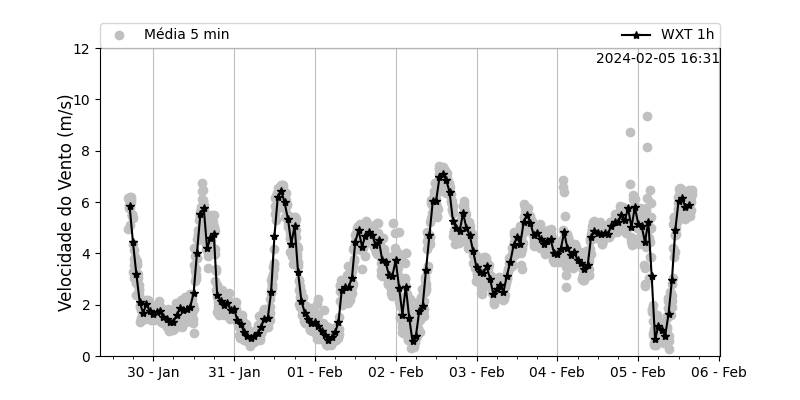 Média 5 min
WXT 1h
2024-02-05 16:31
Velocidade do Vento (m/s)
12
10
8
6
4
2
0
30 - Jan
31 - Jan
01 - Feb
02 - Feb
03 - Feb
04 - Feb
05 - Feb
06 - Feb